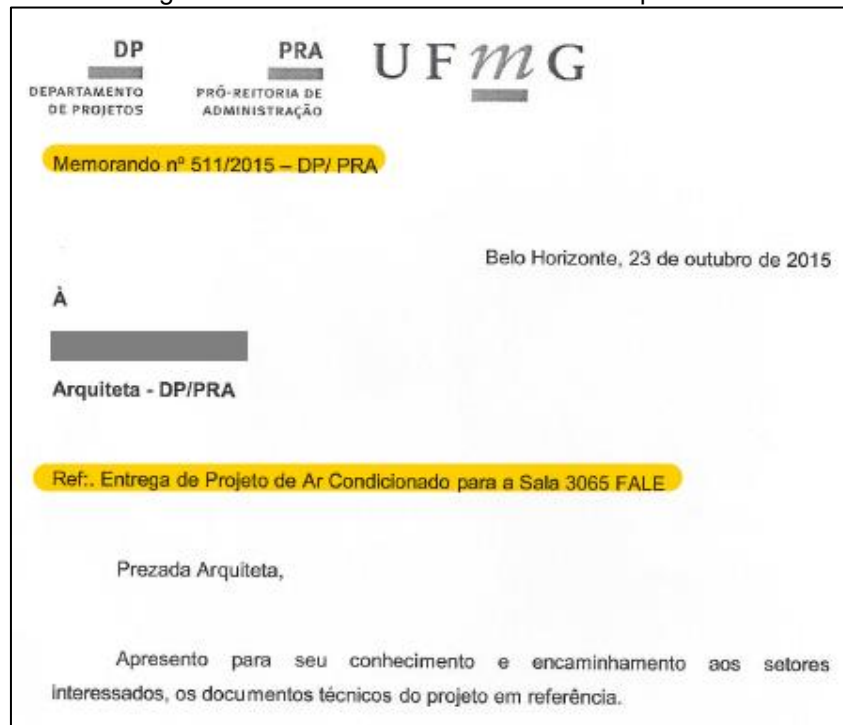 DP PRA UFmG
DEPARTAMENTO DE PROJETOS
PRÓ-REITORIA DE ADMINISTRAÇÃO
Memorando nº 511/2015 – DP/ PRA
Belo Horizonte, 23 de outubro de 2015
À
Arquiteta - DP/PRA
Ref:. Entrega de Projeto de Ar Condicionado para a Sala 3065 FALE
Prezada Arquiteta,
Apresento para seu conhecimento e encaminhamento aos setores
interessados, os documentos técnicos do projeto em referência.